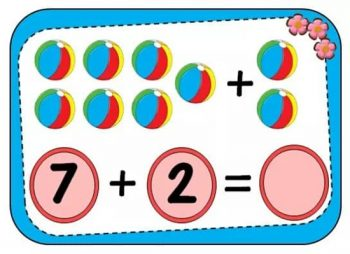 +
7 + 2 =